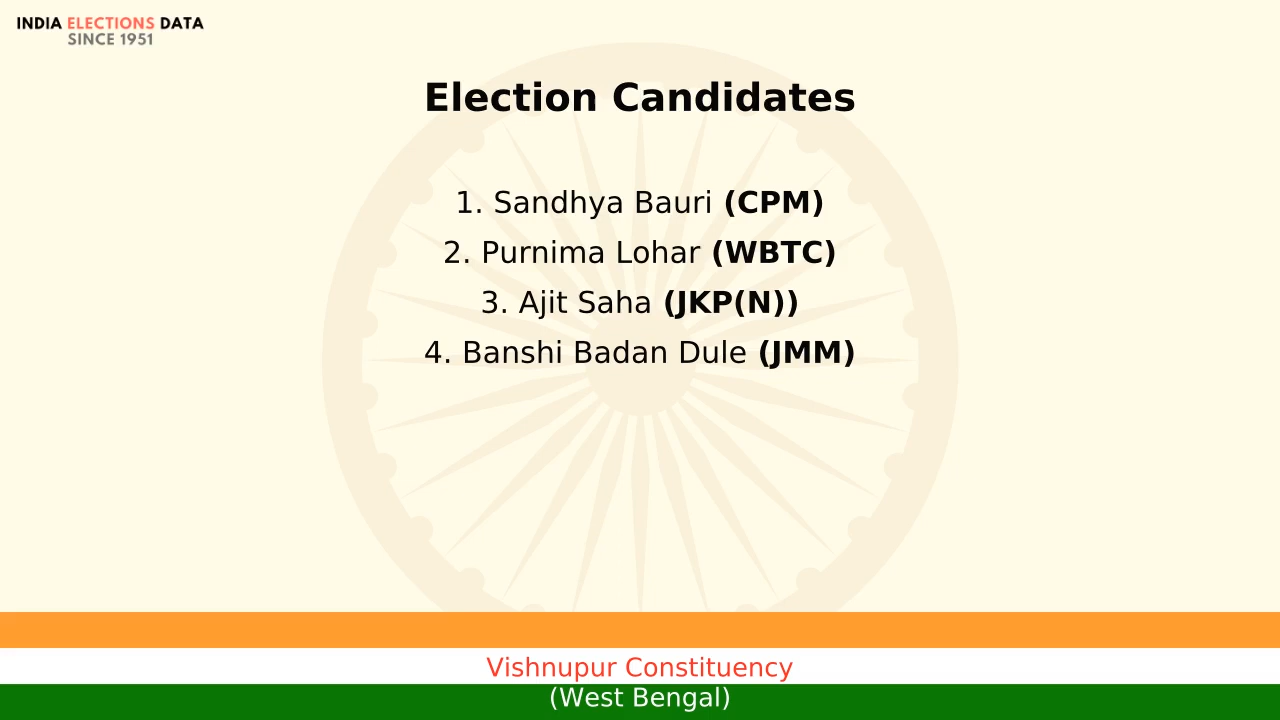 INDIA ELECTIONS DATA
SINCE 1951
Election Candidates
1. Sandhya Bauri (CPM)
2. Purnima Lohar (WBTC)
3. Ajit Saha (JKP(N))
4. Banshi Badan Dule (JMM)
Vishnupur Constituency
(West Bengal)